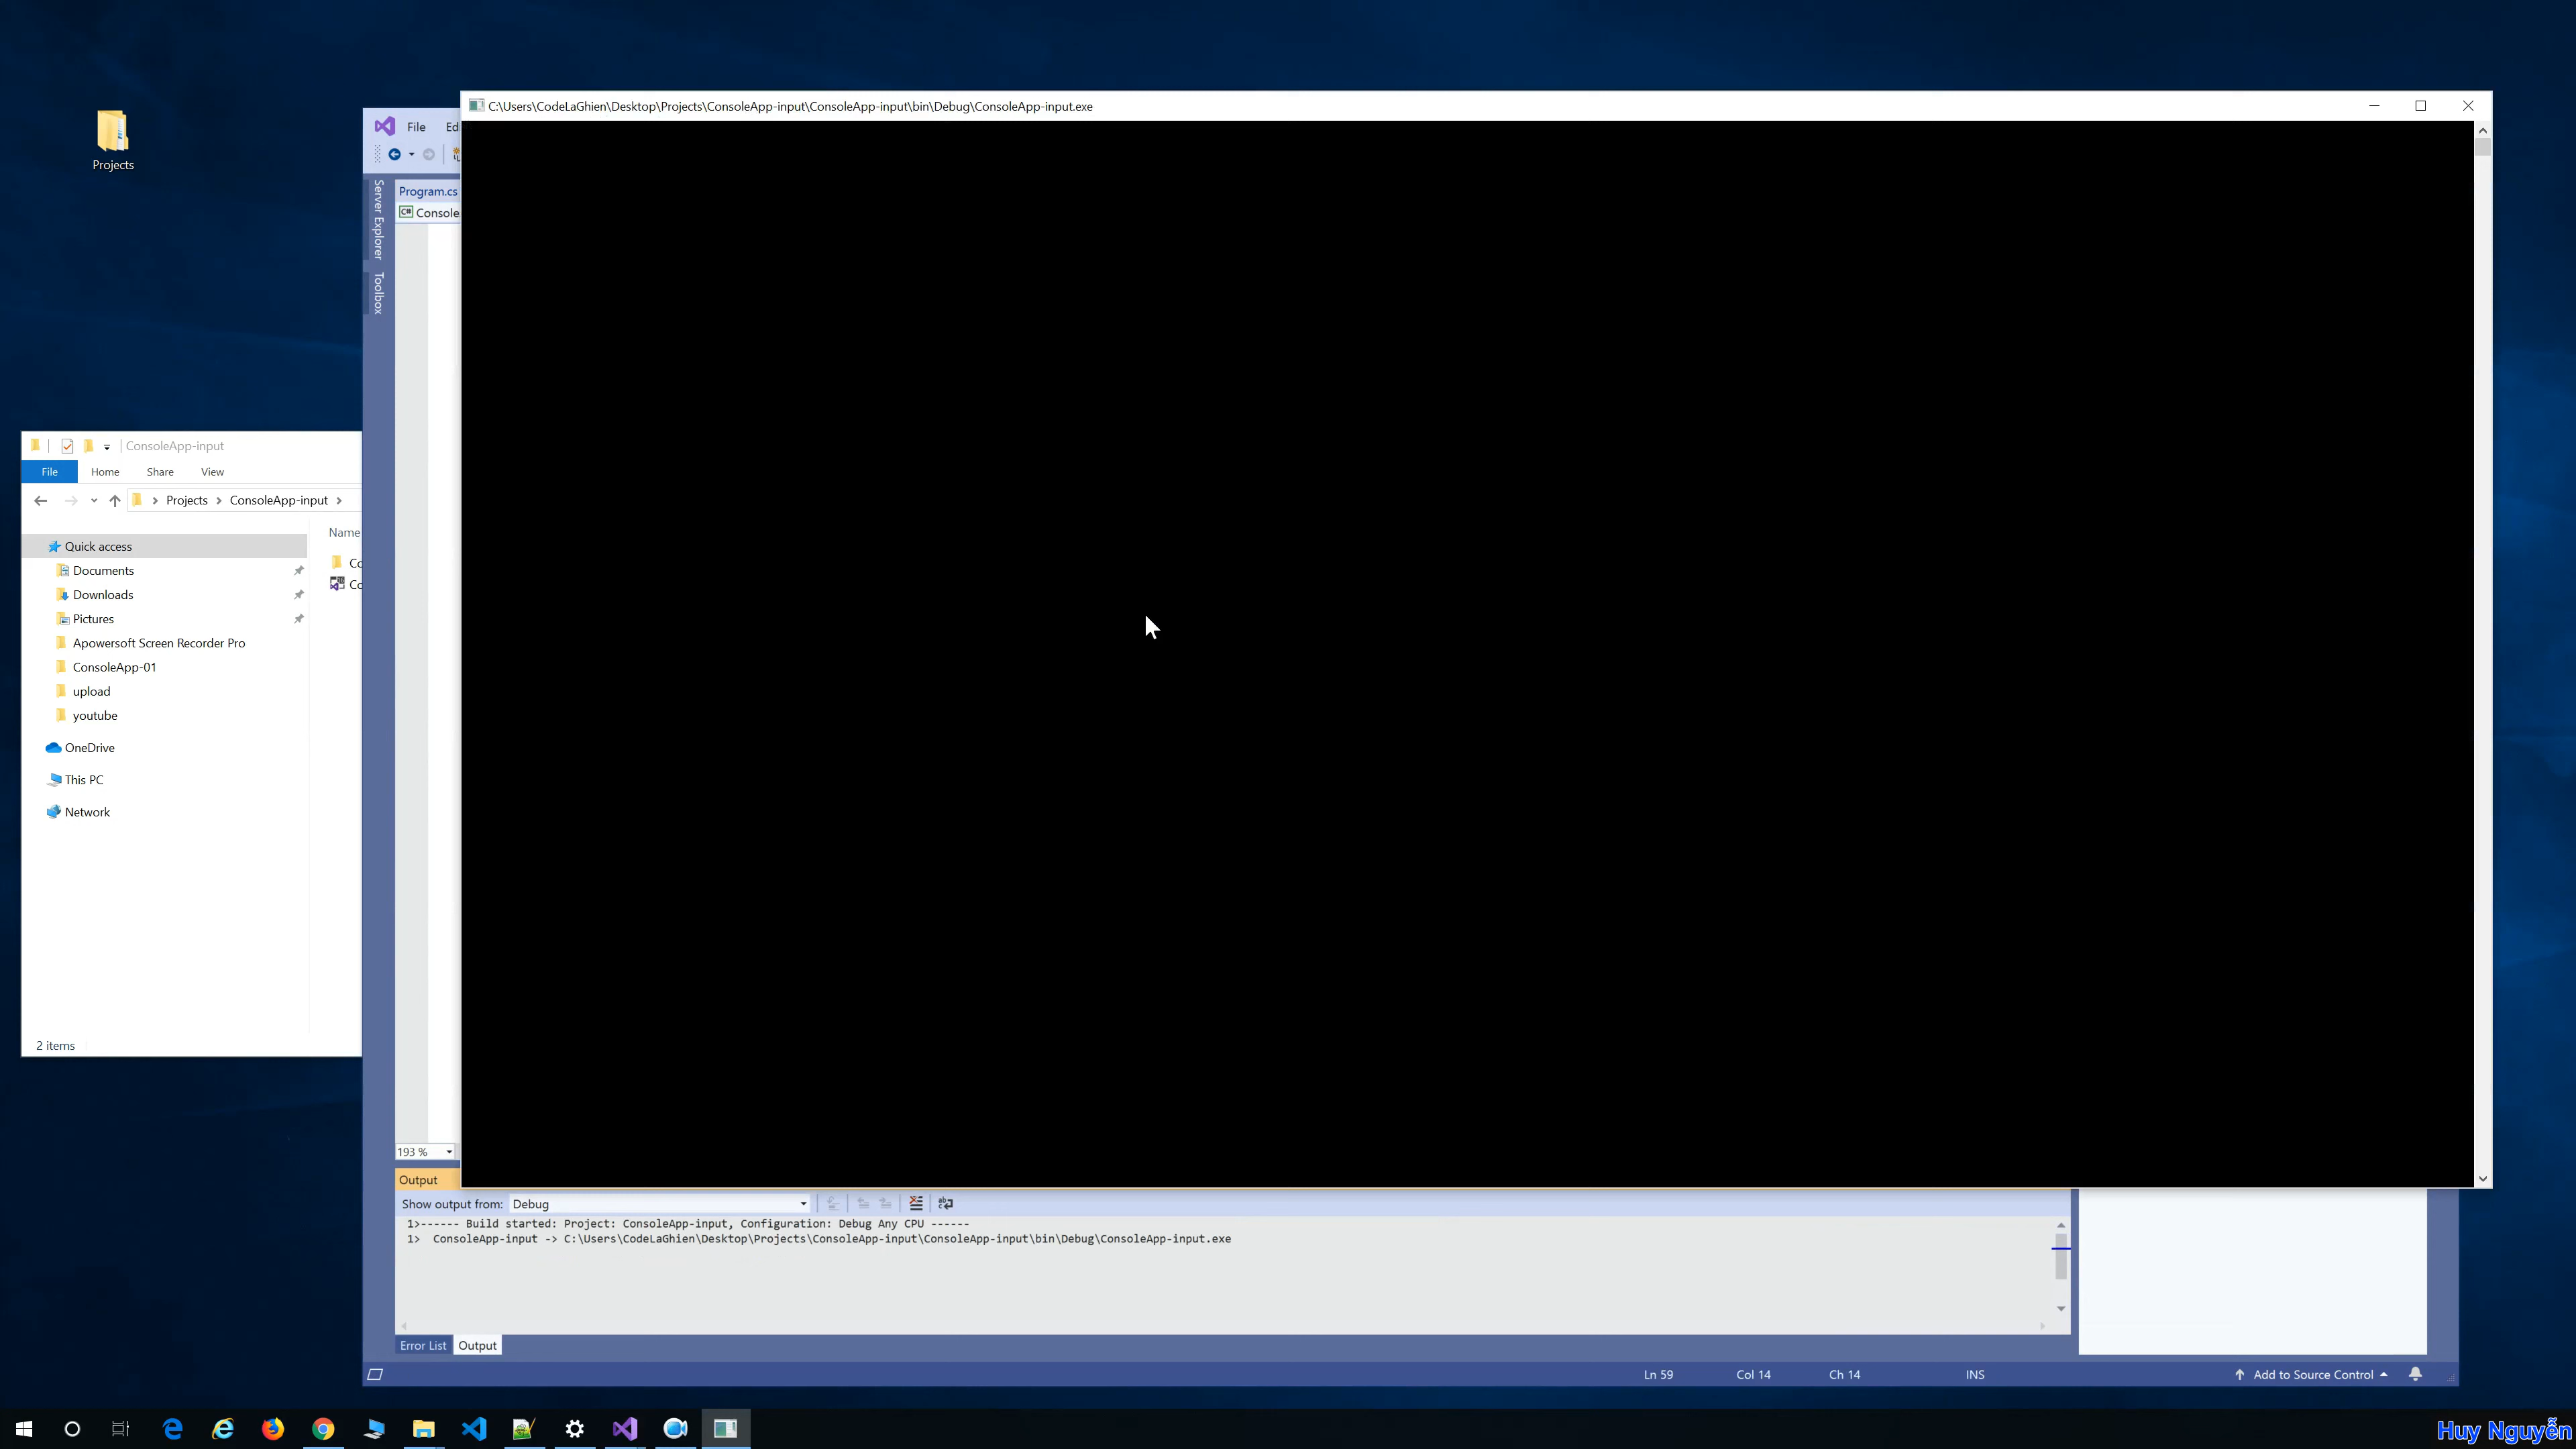 Projects
C:\Users\CodeLaGhien\Desktop\Projects\ConsoleApp-input\ConsoleApp-input\bin\Debug\ConsoleApp-input.exe
File Ed
Program.cs
C# Console
Server Explorer
Toolbox
ConsoleApp-input
File Home Share View
Projects ConsoleApp-input
Name
Quick access
Co
Documents
Co
Downloads
Pictures
Apowersoft Screen Recorder Pro
ConsoleApp-01
upload
youtube
OneDrive
This PC
Network
2 items
193 %
Output
Show output from: Debug
1>------ Build started: Project: ConsoleApp-input, Configuration: Debug Any CPU ------
1>  ConsoleApp-input -> C:\Users\CodeLaGhien\Desktop\Projects\ConsoleApp-input\ConsoleApp-input\bin\Debug\ConsoleApp-input.exe
Error List Output
Ln 59 Col 14 Ch 14 INS Add to Source Control
Huy Nguyễn